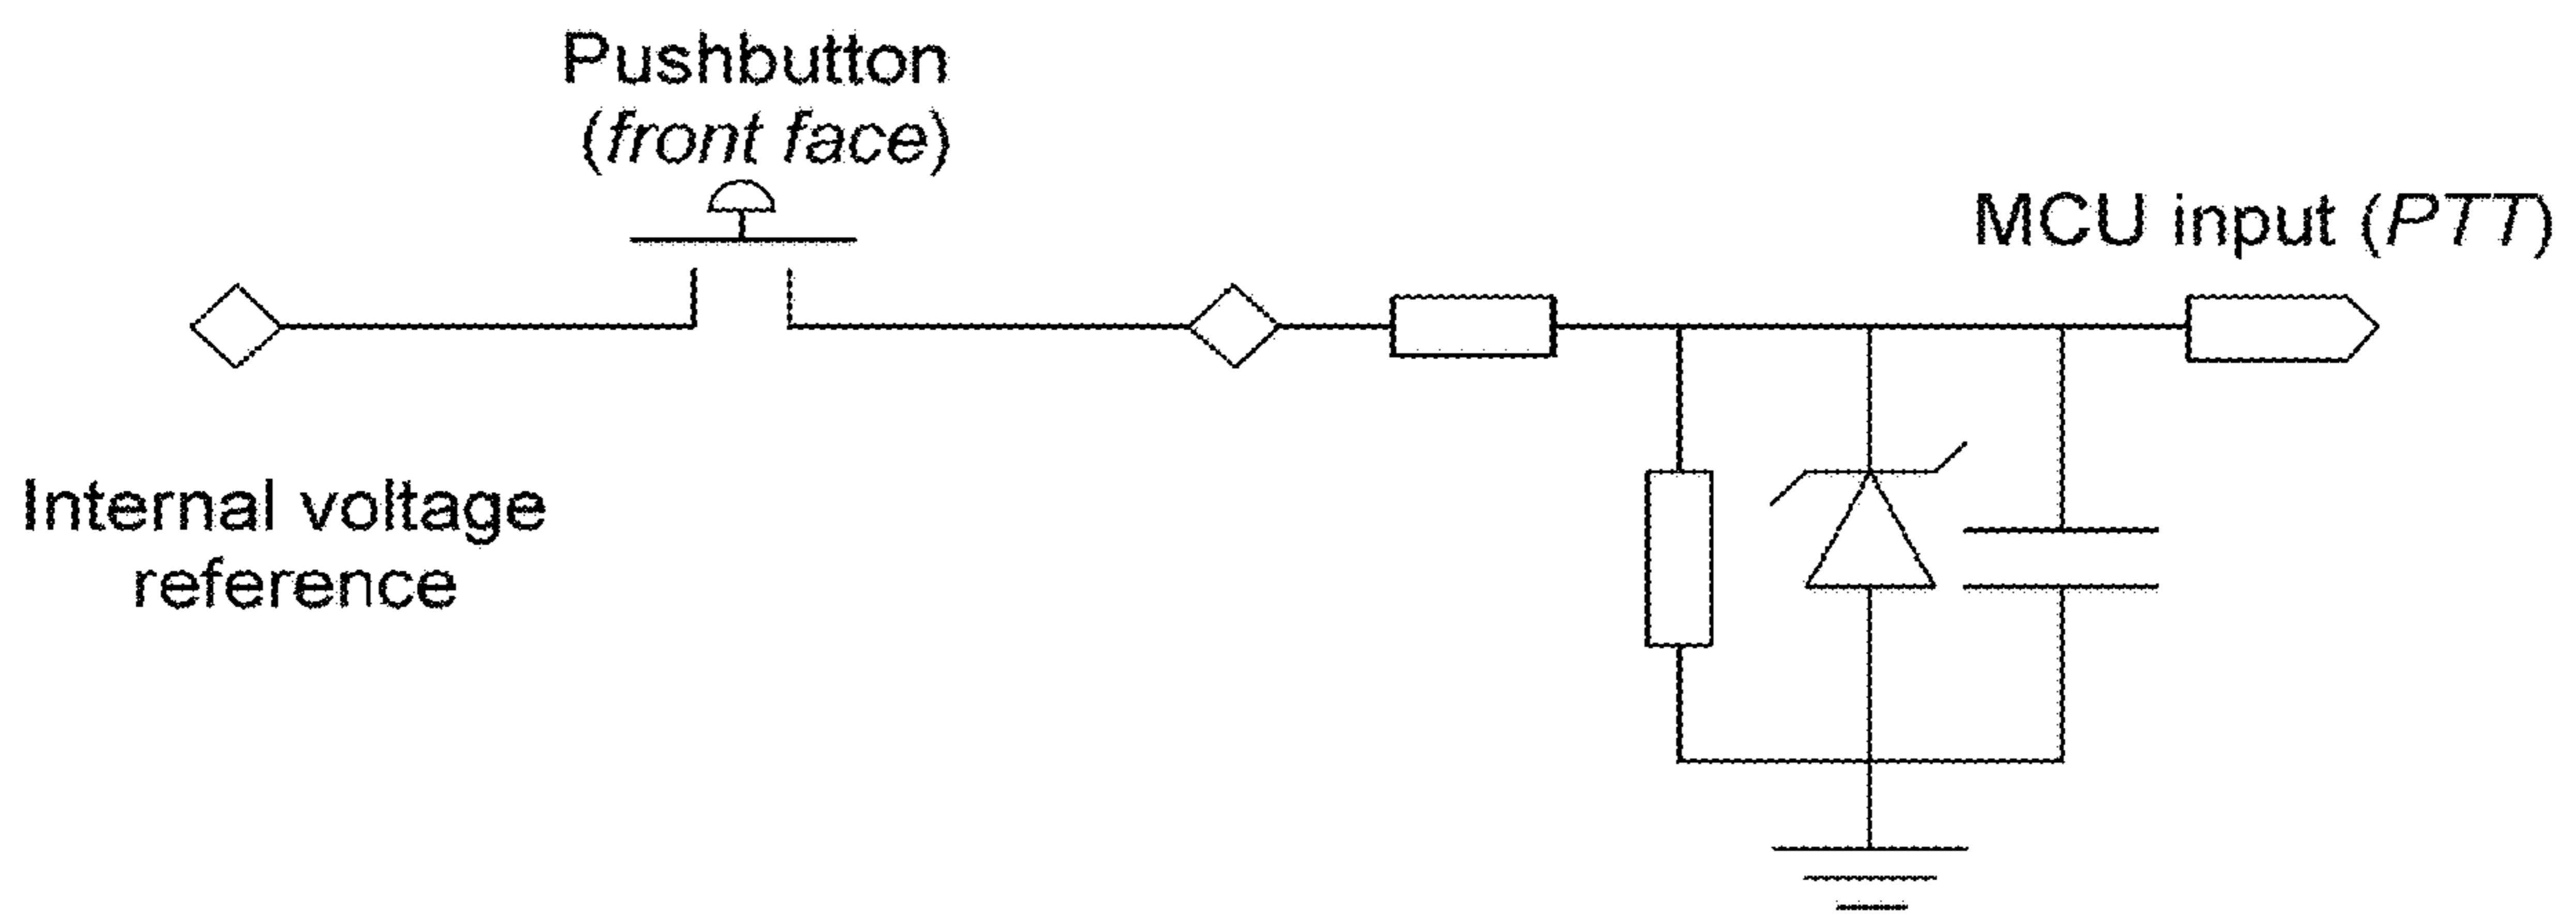 Pushbutton
(front face)
MCU input (PTT)
Internal voltage
reference